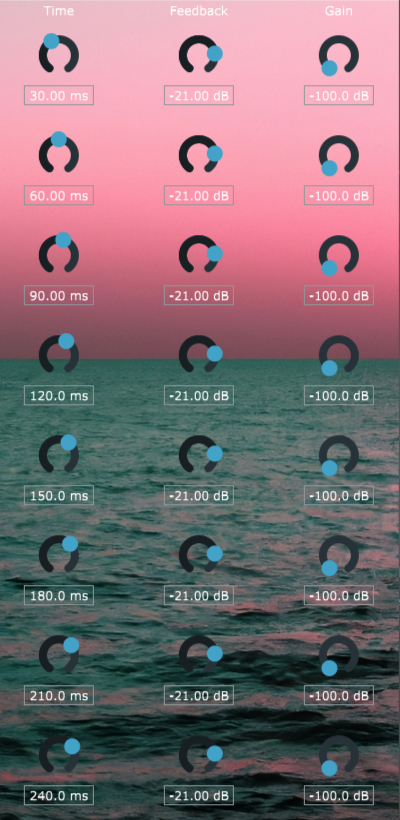 Time Feedback Gain
30.00 ms -21.00 dB -100.0 dB
60.00 ms -21.00 dB -100.0 dB
90.00 ms -21.00 dB -100.0 dB
120.0 ms -21.00 dB -100.0 dB
150.0 ms -21.00 dB -100.0 dB
180.0 ms -21.00 dB -100.0 dB
210.0 ms -21.00 dB -100.0 dB
240.0 ms -21.00 dB -100.0 dB